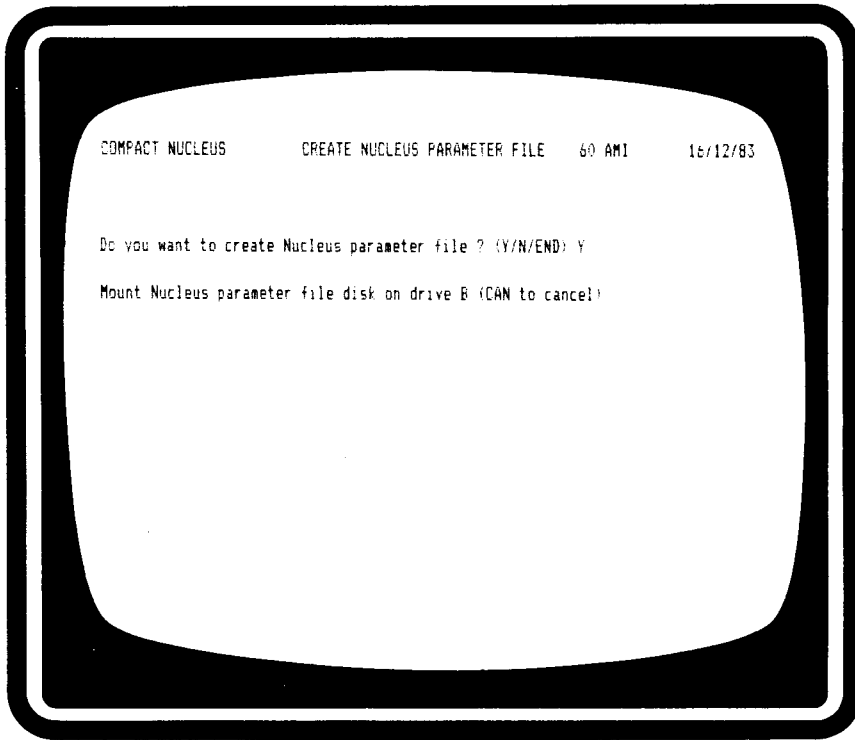 COMPACT NUCLEUS CREATE NUCLEUS PARAMETER FILE 60 AMI 16/12/83
Do you want to create Nucleus parameter file ? (Y/N/END) Y
Mount Nucleus parameter file disk on drive B (CAN to cancel)